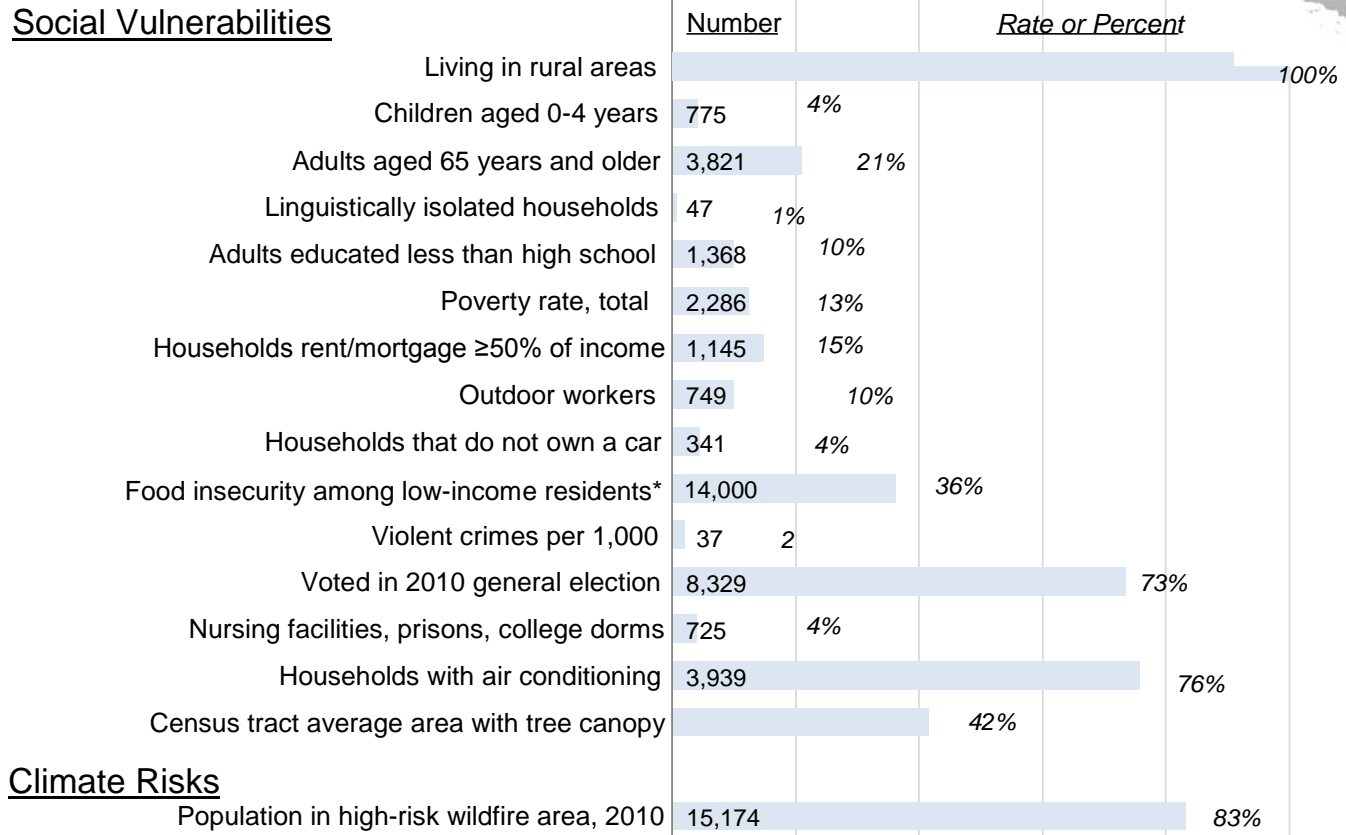 Social Vulnerabilities Number Rate or Percent
Living in rural areas 100%
Children aged 0-4 years 775 4%
Adults aged 65 years and older 3,821 21%
Linguistically isolated households 47 1%
Adults educated less than high school 1,368 10%
Poverty rate, total 2,286 13%
Households rent/mortgage ≥50% of income 1,145 15%
Outdoor workers 749 10%
Households that do not own a car 341 4%
Food insecurity among low-income residents* 14,000 36%
Violent crimes per 1,000 37 2
Voted in 2010 general election 8,329 73%
Nursing facilities, prisons, college dorms 725 4%
Households with air conditioning 3,939 76%
Census tract average area with tree canopy 42%
Climate Risks
Population in high-risk wildfire area, 2010 15,174 83%